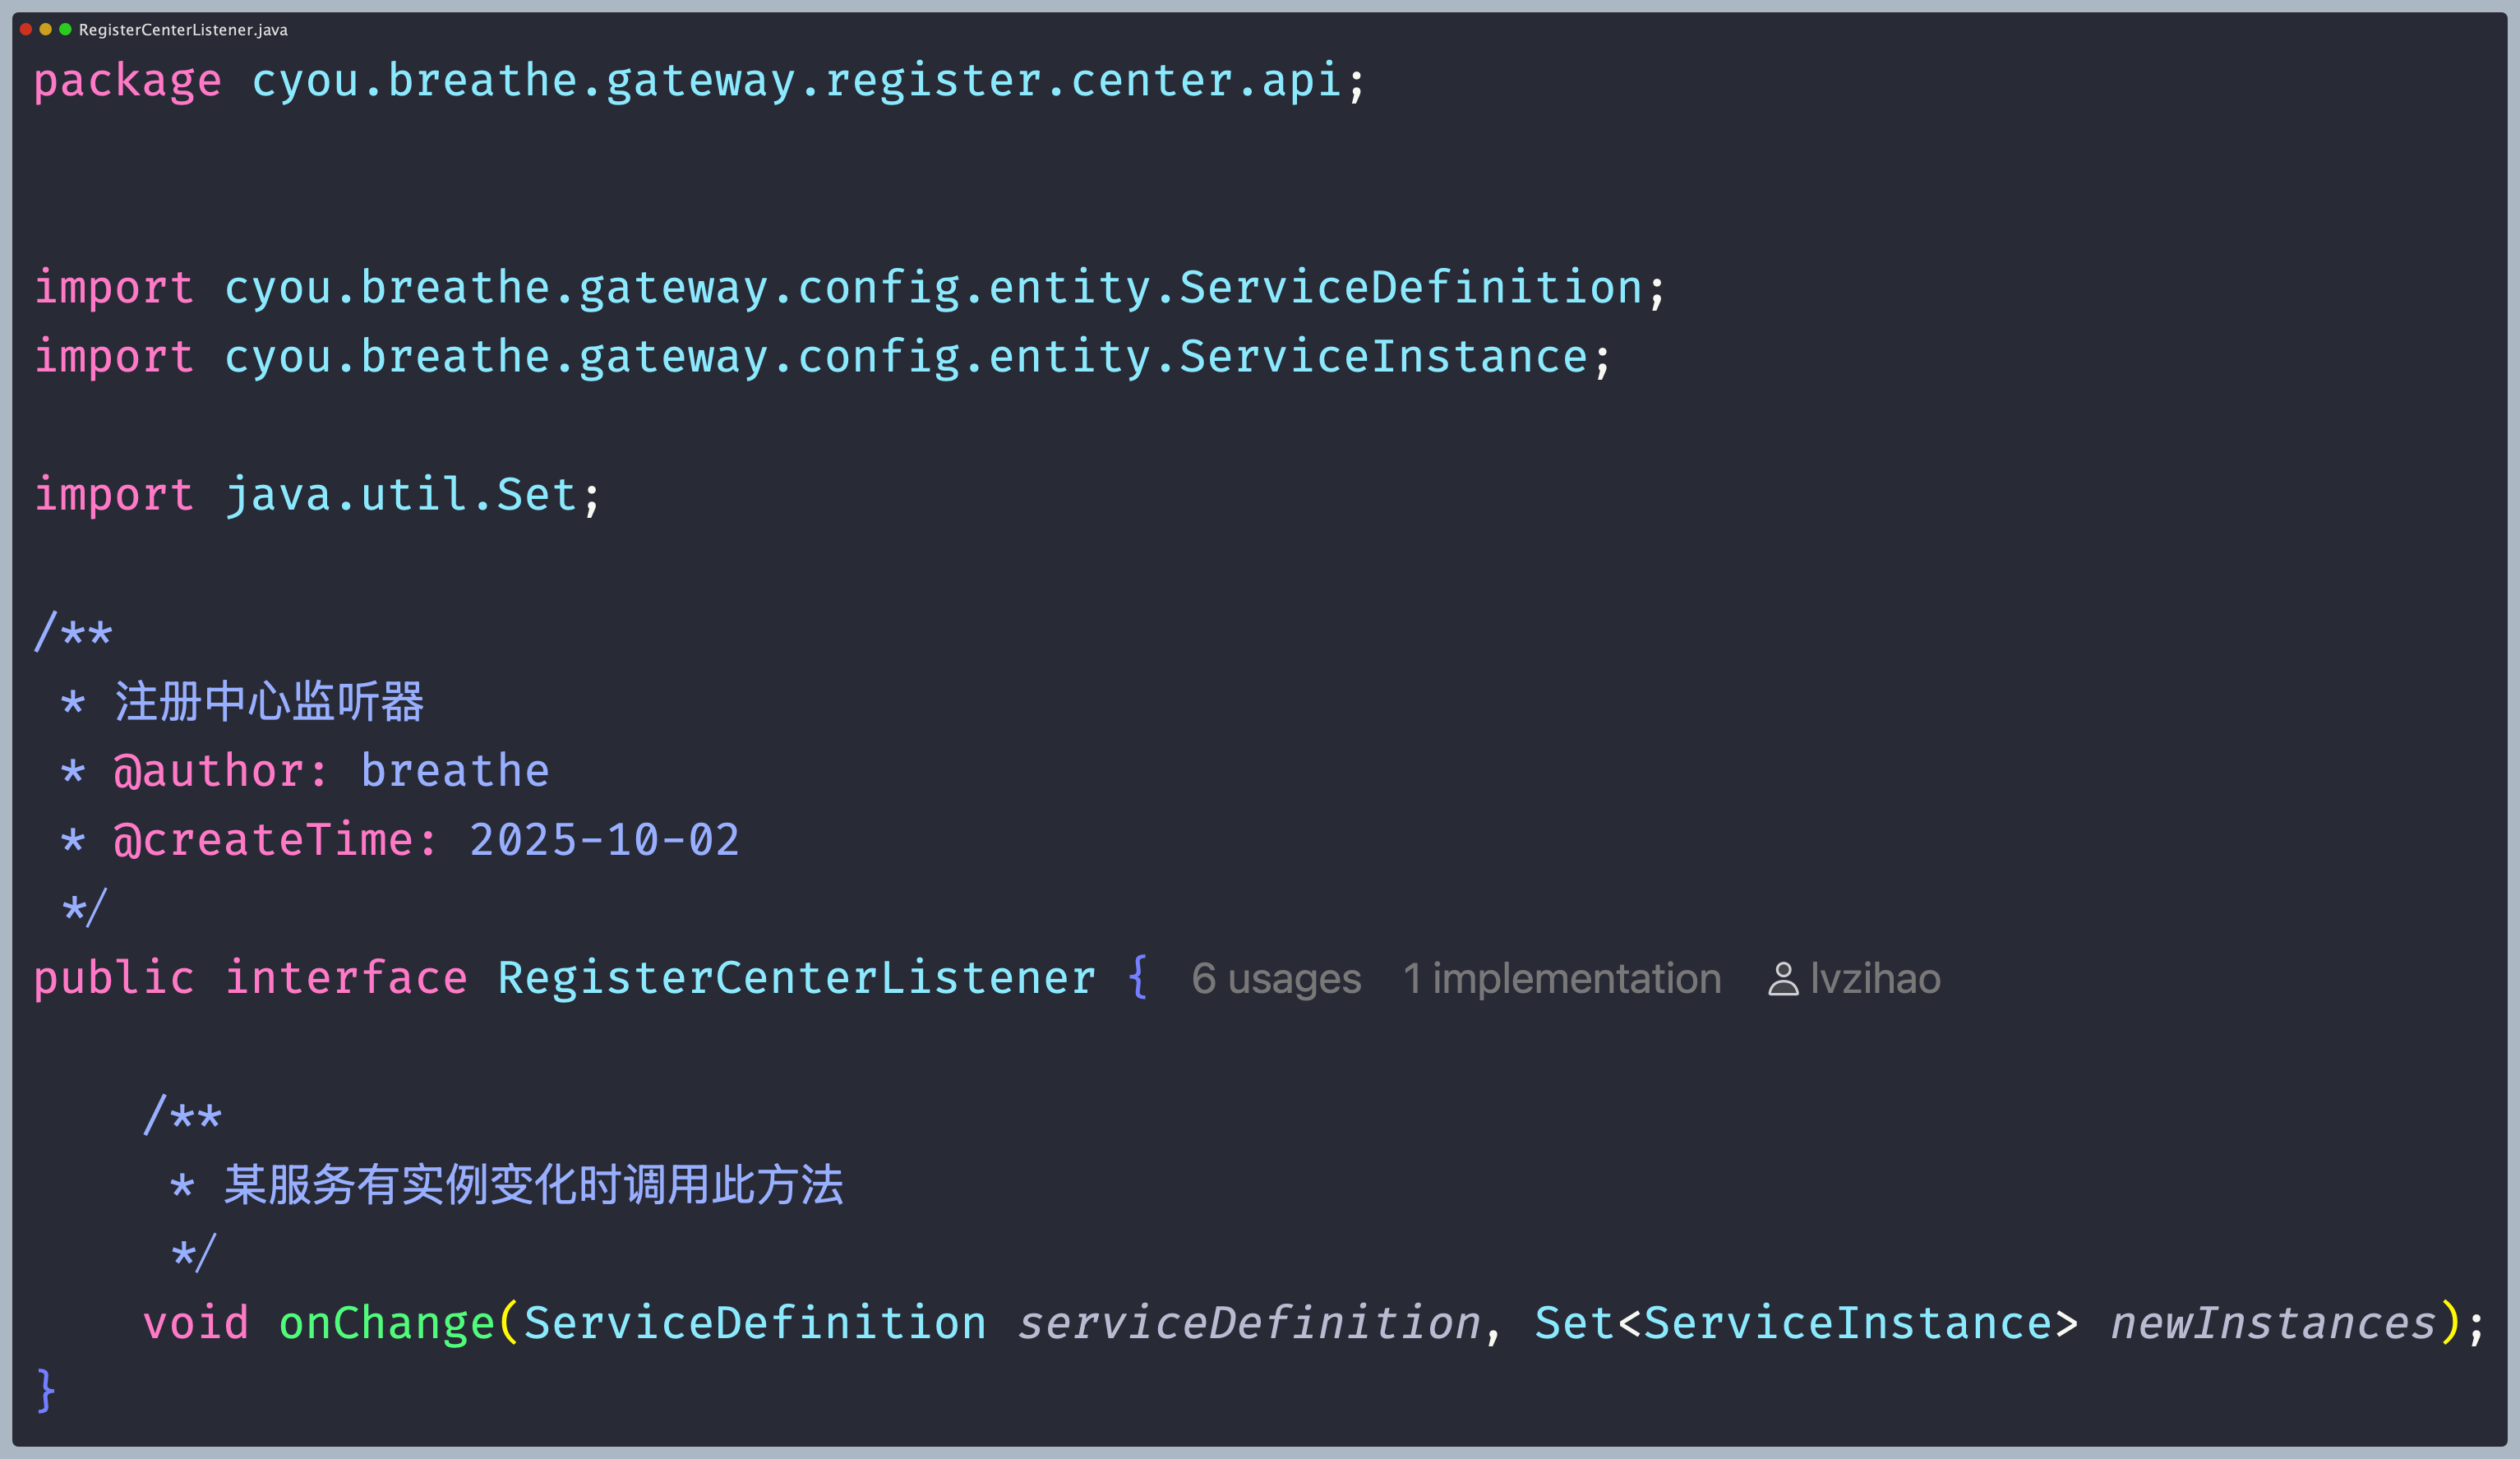 RegisterCenterListener.java
package cyou.breathe.gateway.register.center.api;
import cyou.breathe.gateway.config.entity.ServiceDefinition;
import cyou.breathe.gateway.config.entity.ServiceInstance;
import java.util.Set;
/**
 * 注册中心监听器
 * @author: breathe
 * @createTime: 2025-10-02
 */
public interface RegisterCenterListener { 6 usages 1 implementation lvzihao
    /**
     * 某服务有实例变化时调用此方法
     */
    void onChange(ServiceDefinition serviceDefinition, Set<ServiceInstance> newInstances);
}